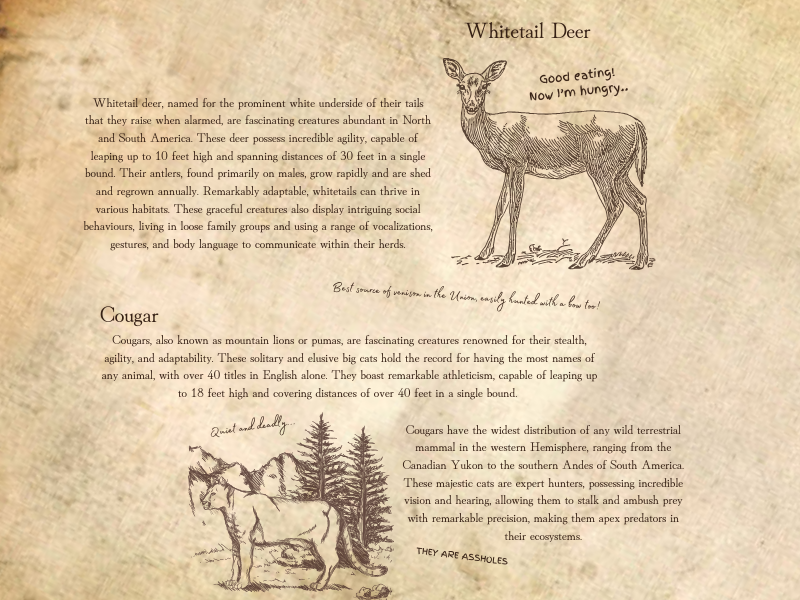 Whitetail Deer
Good eating!
Now I'm hungry..
Whitetail deer, named for the prominent white underside of their tails
that they raise when alarmed, are fascinating creatures abundant in North
and South America. These deer possess incredible agility, capable of
leaping up to 10 feet high and spanning distances of 30 feet in a single
bound. Their antlers, found primarily on males, grow rapidly and are shed
and regrown annually. Remarkably adaptable, whitetails can thrive in
various habitats. These graceful creatures also display intriguing social
behaviours, living in loose family groups and using a range of vocalizations,
gestures, and body language to communicate within their herds.
Best source of venison in the Union, easily hunted with a bow too!
Cougar
Cougars, also known as mountain lions or pumas, are fascinating creatures renowned for their stealth,
agility, and adaptability. These solitary and elusive big cats hold the record for having the most names of
any animal, with over 40 titles in English alone. They boast remarkable athleticism, capable of leaping up
to 18 feet high and covering distances of over 40 feet in a single bound.
Quiet and deadly...
Cougars have the widest distribution of any wild terrestrial
mammal in the western Hemisphere, ranging from the
Canadian Yukon to the southern Andes of South America.
These majestic cats are expert hunters, possessing incredible
vision and hearing, allowing them to stalk and ambush prey
with remarkable precision, making them apex predators in
their ecosystems.
THEY ARE ASSHOLES